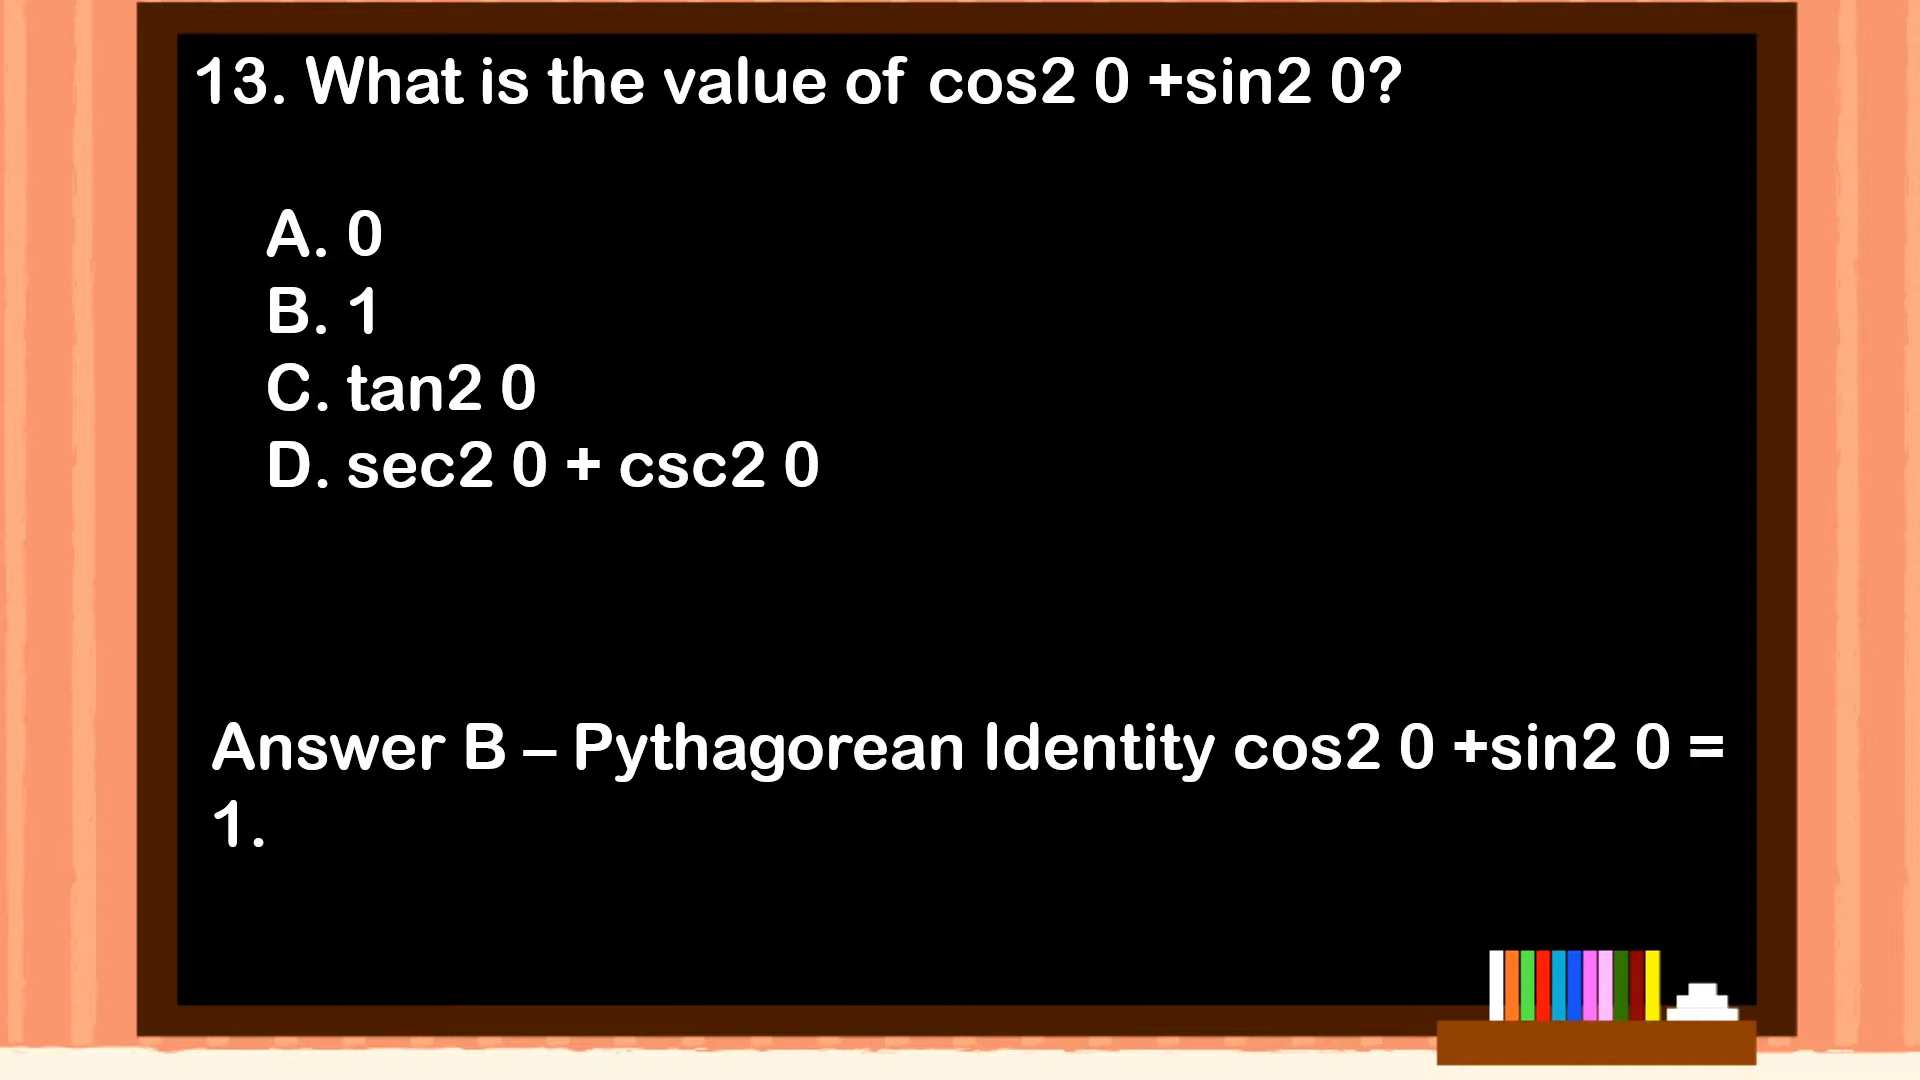 13. What is the value of cos2 0 +sin2 0?
A. 0
B. 1
C. tan2 0
D. sec2 0 + csc2 0
Answer B – Pythagorean Identity cos2 0 +sin2 0 =
1.